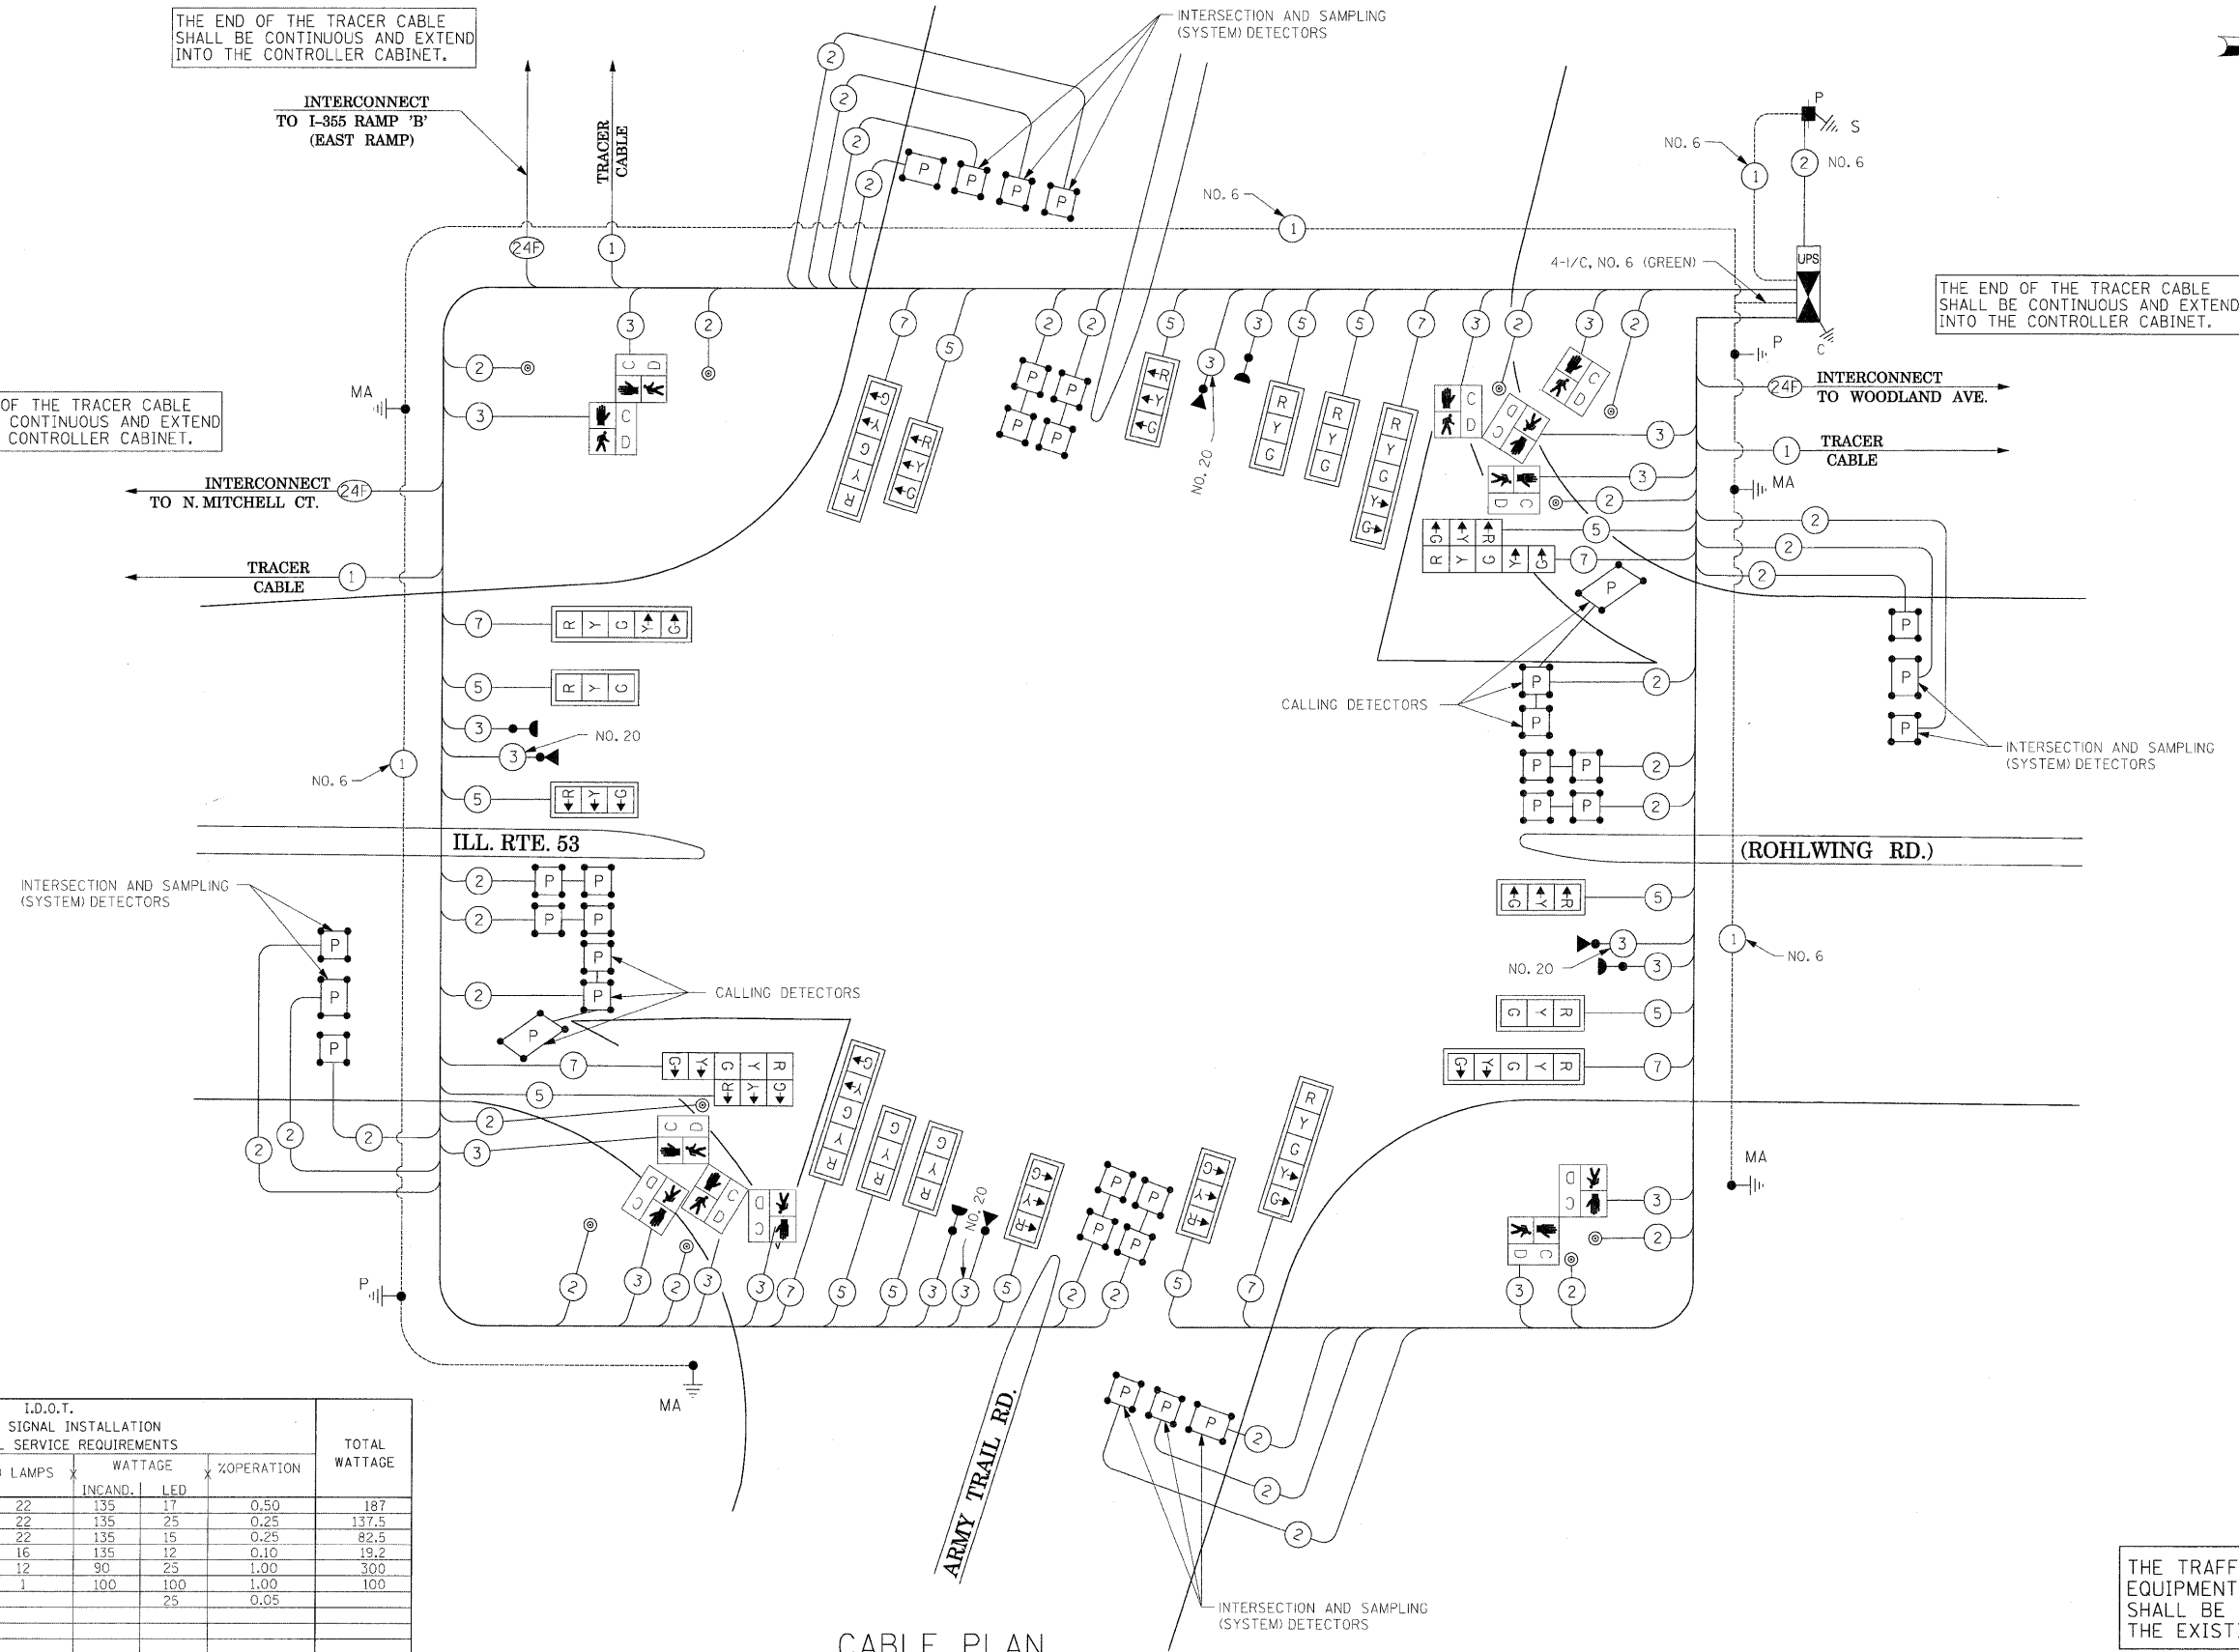 THE END OF THE TRACER CABLE
SHALL BE CONTINUOUS AND EXTEND
INTO THE CONTROLLER CABINET.
INTERCONNECT
TO I-355 RAMP 'B'
(EAST RAMP)
TRACER
CABLE
INTERSECTION AND SAMPLING
(SYSTEM) DETECTORS
NO. 6
NO. 6
P
S
NO. 6
UPS
4-1/C, NO. 6 (GREEN)
C
P
THE END OF THE TRACER CABLE
SHALL BE CONTINUOUS AND EXTEND
INTO THE CONTROLLER CABINET.
INTERCONNECT
TO WOODLAND AVE.
TRACER
CABLE
MA
OF THE TRACER CABLE
CONTINUOUS AND EXTEND
CONTROLLER CABINET.
MA
INTERCONNECT
TO N. MITCHELL CT.
24F
TRACER
CABLE
NO. 20
NO. 20
NO. 6
CALLING DETECTORS
INTERSECTION AND SAMPLING
(SYSTEM) DETECTORS
ILL. RTE. 53
(ROHLWING RD.)
INTERSECTION AND SAMPLING
(SYSTEM) DETECTORS
CALLING DETECTORS
NO. 20
NO. 6
NO. 20
MA
P
MA
ARMY TRAIL RD.
INTERSECTION AND SAMPLING
(SYSTEM) DETECTORS
I.D.O.T.
SIGNAL INSTALLATION
SERVICE REQUIREMENTS
TOTAL
WATTAGE
LAMPS X WATTAGE X %OPERATION
INCAND. LED
22 135 17 0.50 187
22 135 25 0.25 137.5
22 135 15 0.25 82.5
16 135 12 0.10 19.2
12 90 25 1.00 300
1 100 100 1.00 100
25 0.05
CABLE PLAN
THE TRAFF
EQUIPMENT
SHALL BE
THE EXIST